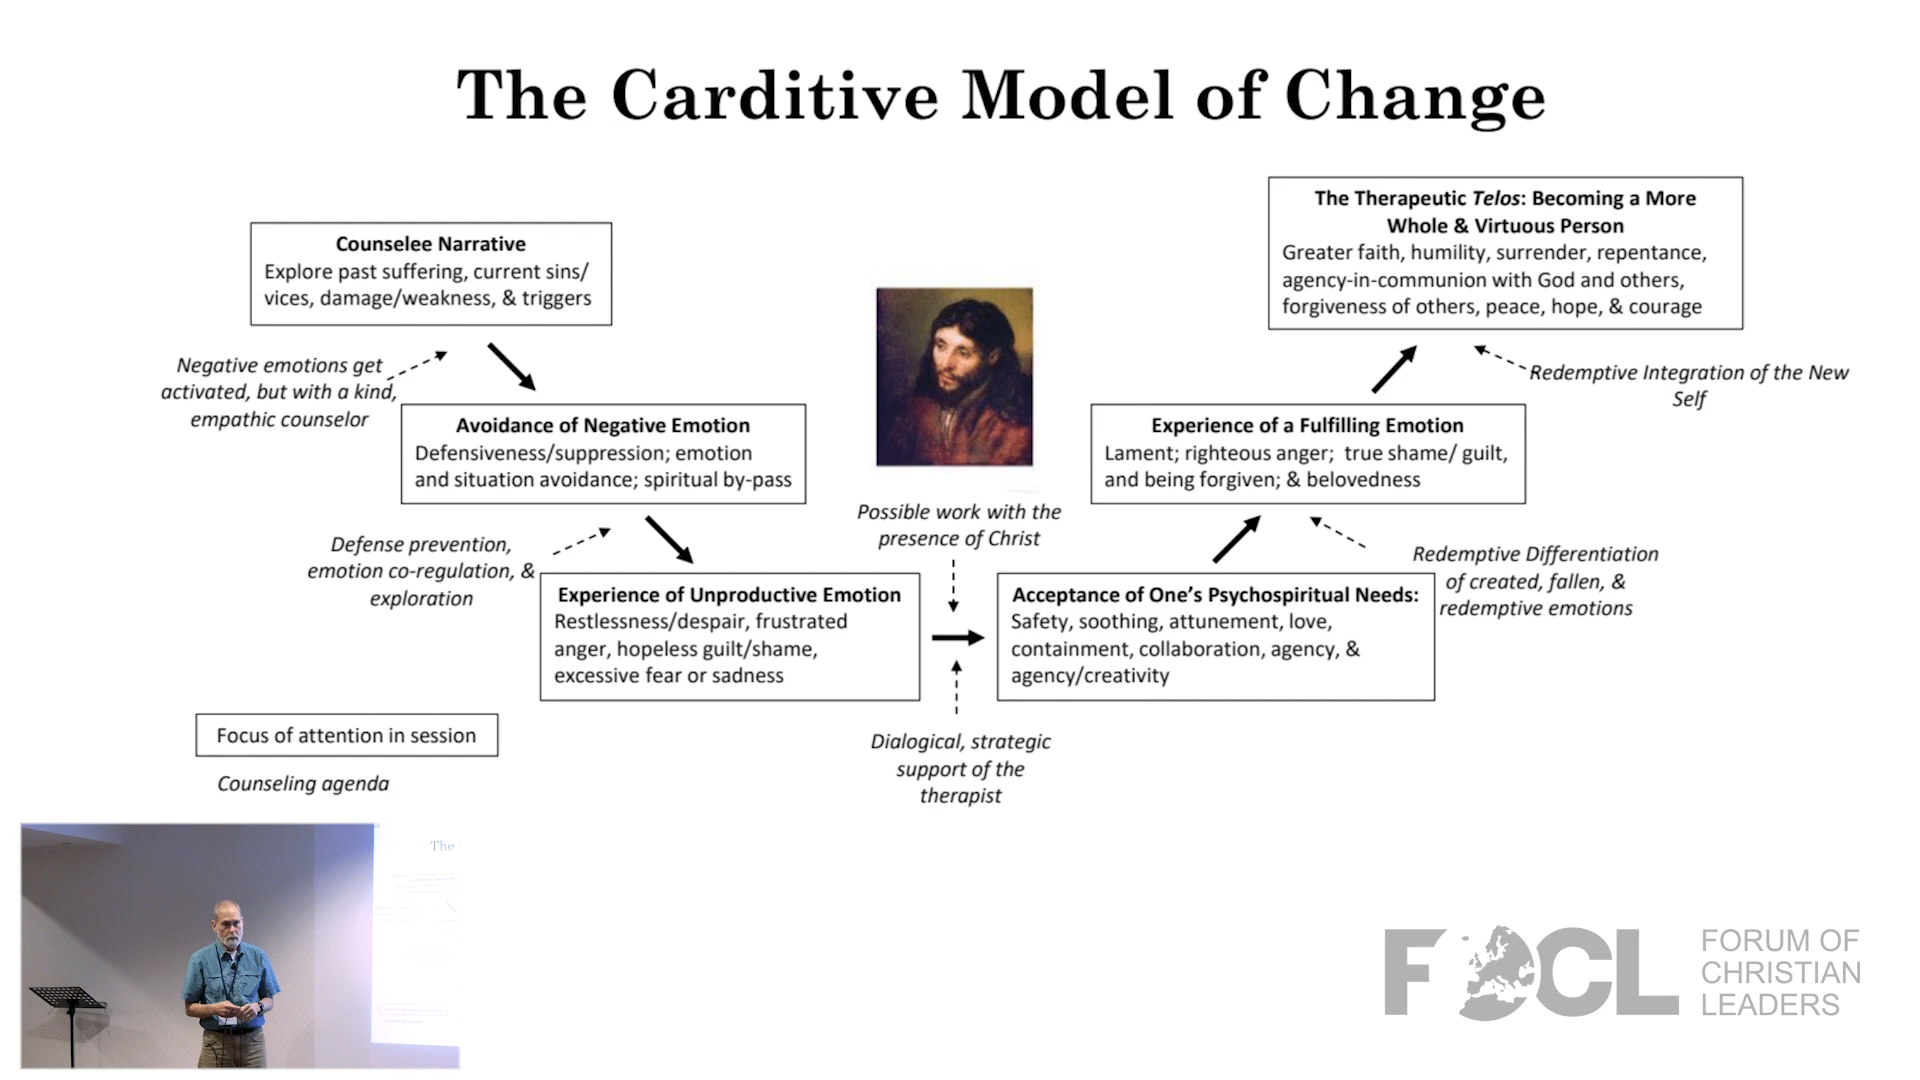 The Carditive Model of Change
Counselee Narrative
Explore past suffering, current sins/
vices, damage/weakness, & triggers
Negative emotions get
activated, but with a kind,
empathic counselor
Avoidance of Negative Emotion
Defensiveness/suppression; emotion
and situation avoidance; spiritual by-pass
Defense prevention,
emotion co-regulation, &
exploration
Experience of Unproductive Emotion
Restlessness/despair, frustrated
anger, hopeless guilt/shame,
excessive fear or sadness
Possible work with the
presence of Christ
Dialogical, strategic
support of the
therapist
Acceptance of One's Psychospiritual Needs:
Safety, soothing, attunement, love,
containment, collaboration, agency, &
agency/creativity
Redemptive Differentiation
of created, fallen, &
redemptive emotions
Experience of a Fulfilling Emotion
Lament; righteous anger; true shame/ guilt,
and being forgiven; & belovedness
Redemptive Integration of the New
Self
The Therapeutic Telos: Becoming a More
Whole & Virtuous Person
Greater faith, humility, surrender, repentance,
agency-in-communion with God and others,
forgiveness of others, peace, hope, & courage
Focus of attention in session
Counseling agenda
The
FOCL
FORUM OF
CHRISTIAN
LEADERS